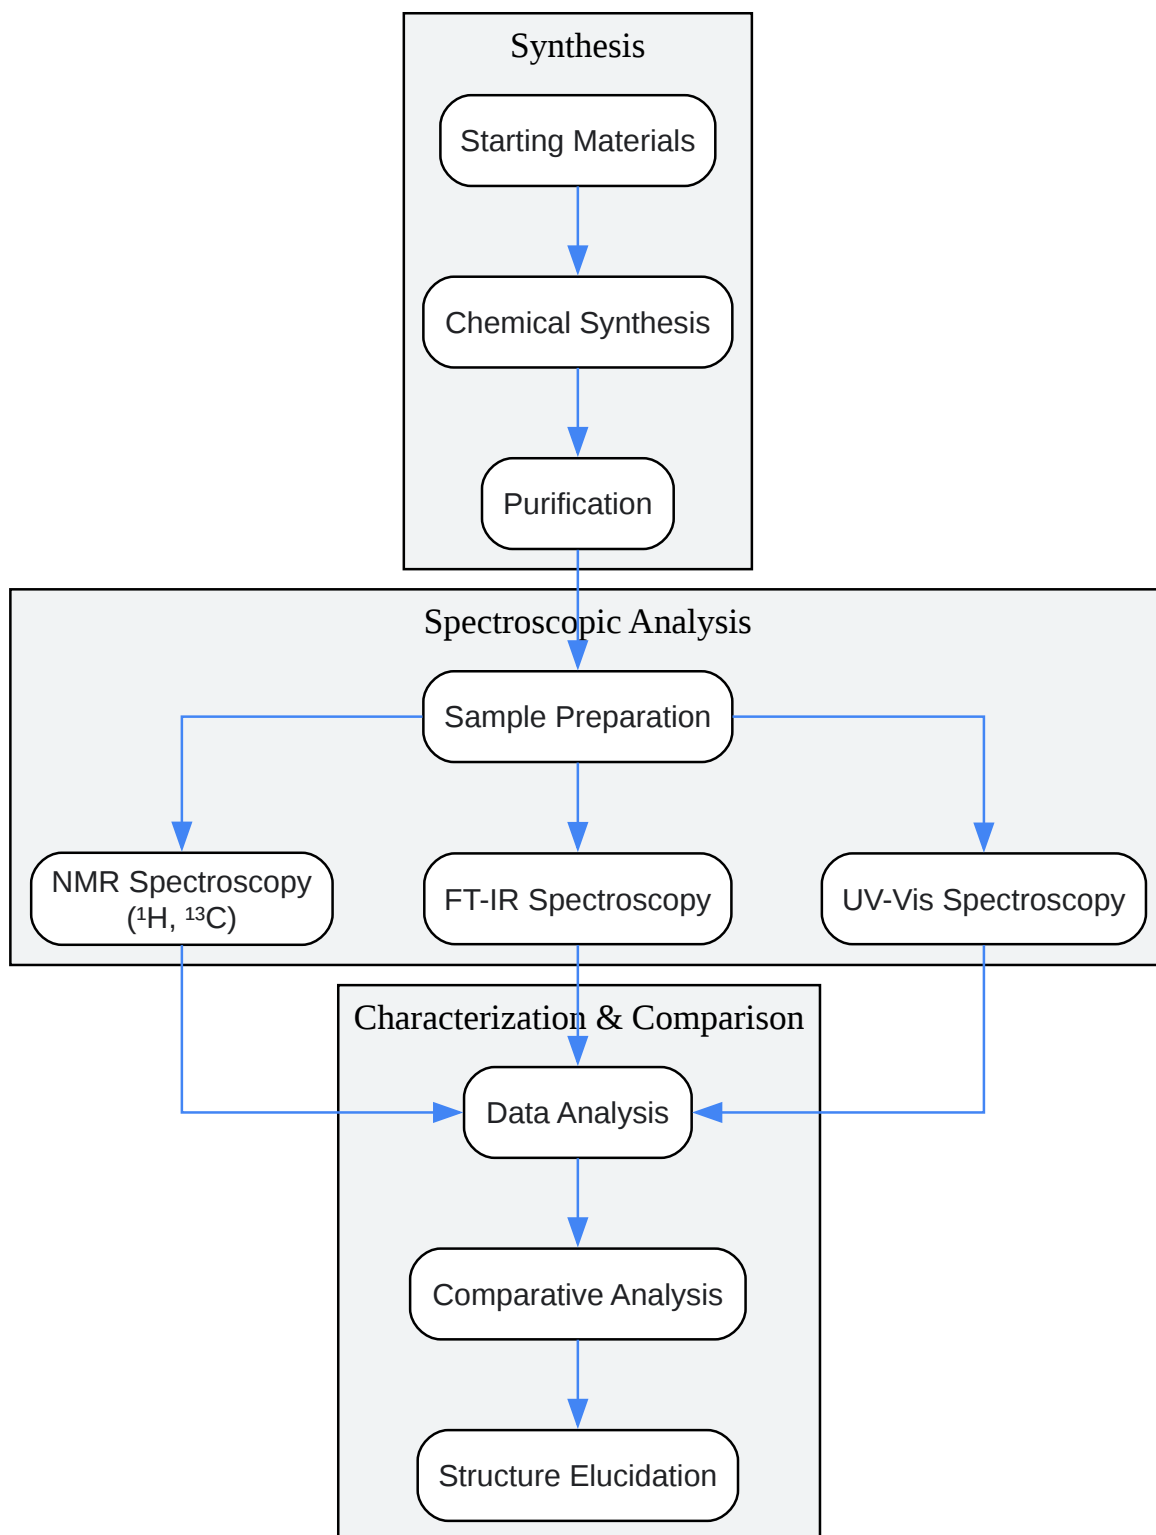 Synthesis
Starting Materials
Chemical Synthesis
Purification
Spectroscopic Analysis
Sample Preparation
NMR Spectroscopy
(¹H, ¹³C)
FT-IR Spectroscopy
UV-Vis Spectroscopy
Characterization & Comparison
Data Analysis
Comparative Analysis
Structure Elucidation